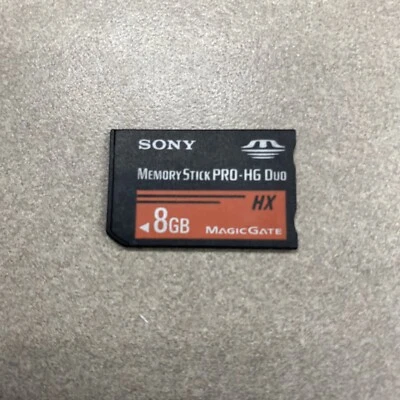 SONY
MEMORY STICK PRO-HG DUO
HX
8GB MAGICGATE